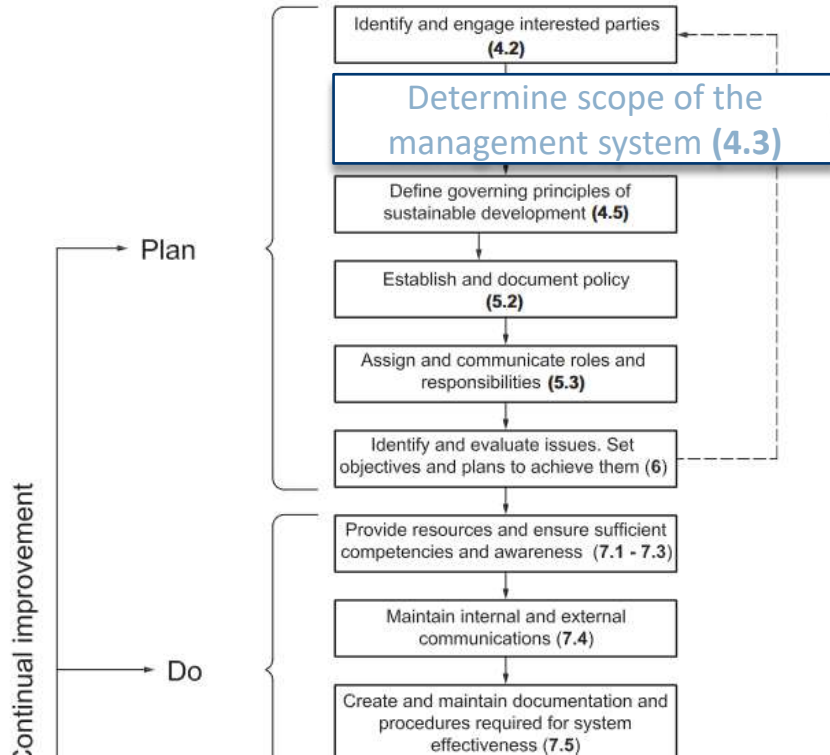 Identify and engage interested parties
(4.2)
Determine scope of the
management system (4.3)
Define governing principles of
sustainable development (4.5)
Plan
Establish and document policy
(5.2)
Assign and communicate roles and
responsibilities (5.3)
Identify and evaluate issues. Set
objectives and plans to achieve them (6)
Continual improvement
Provide resources and ensure sufficient
competencies and awareness (7.1 - 7.3)
Maintain internal and external
communications (7.4)
Do
Create and maintain documentation and
procedures required for system
effectiveness (7.5)